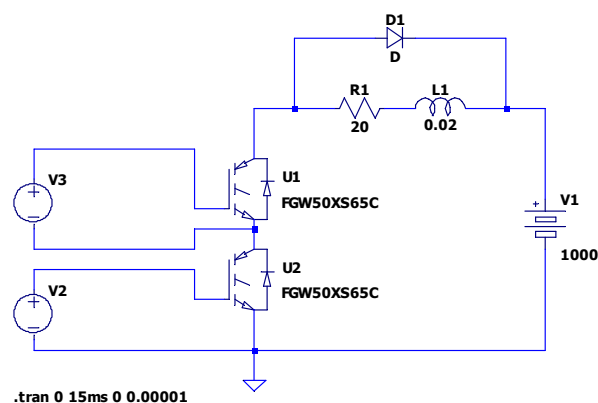 D1
D
R1
L1
20
0.02
V3
U1
FGW50XS65C
V1
+
1000
V2
U2
FGW50XS65C
.tran 0 15ms 0 0.00001